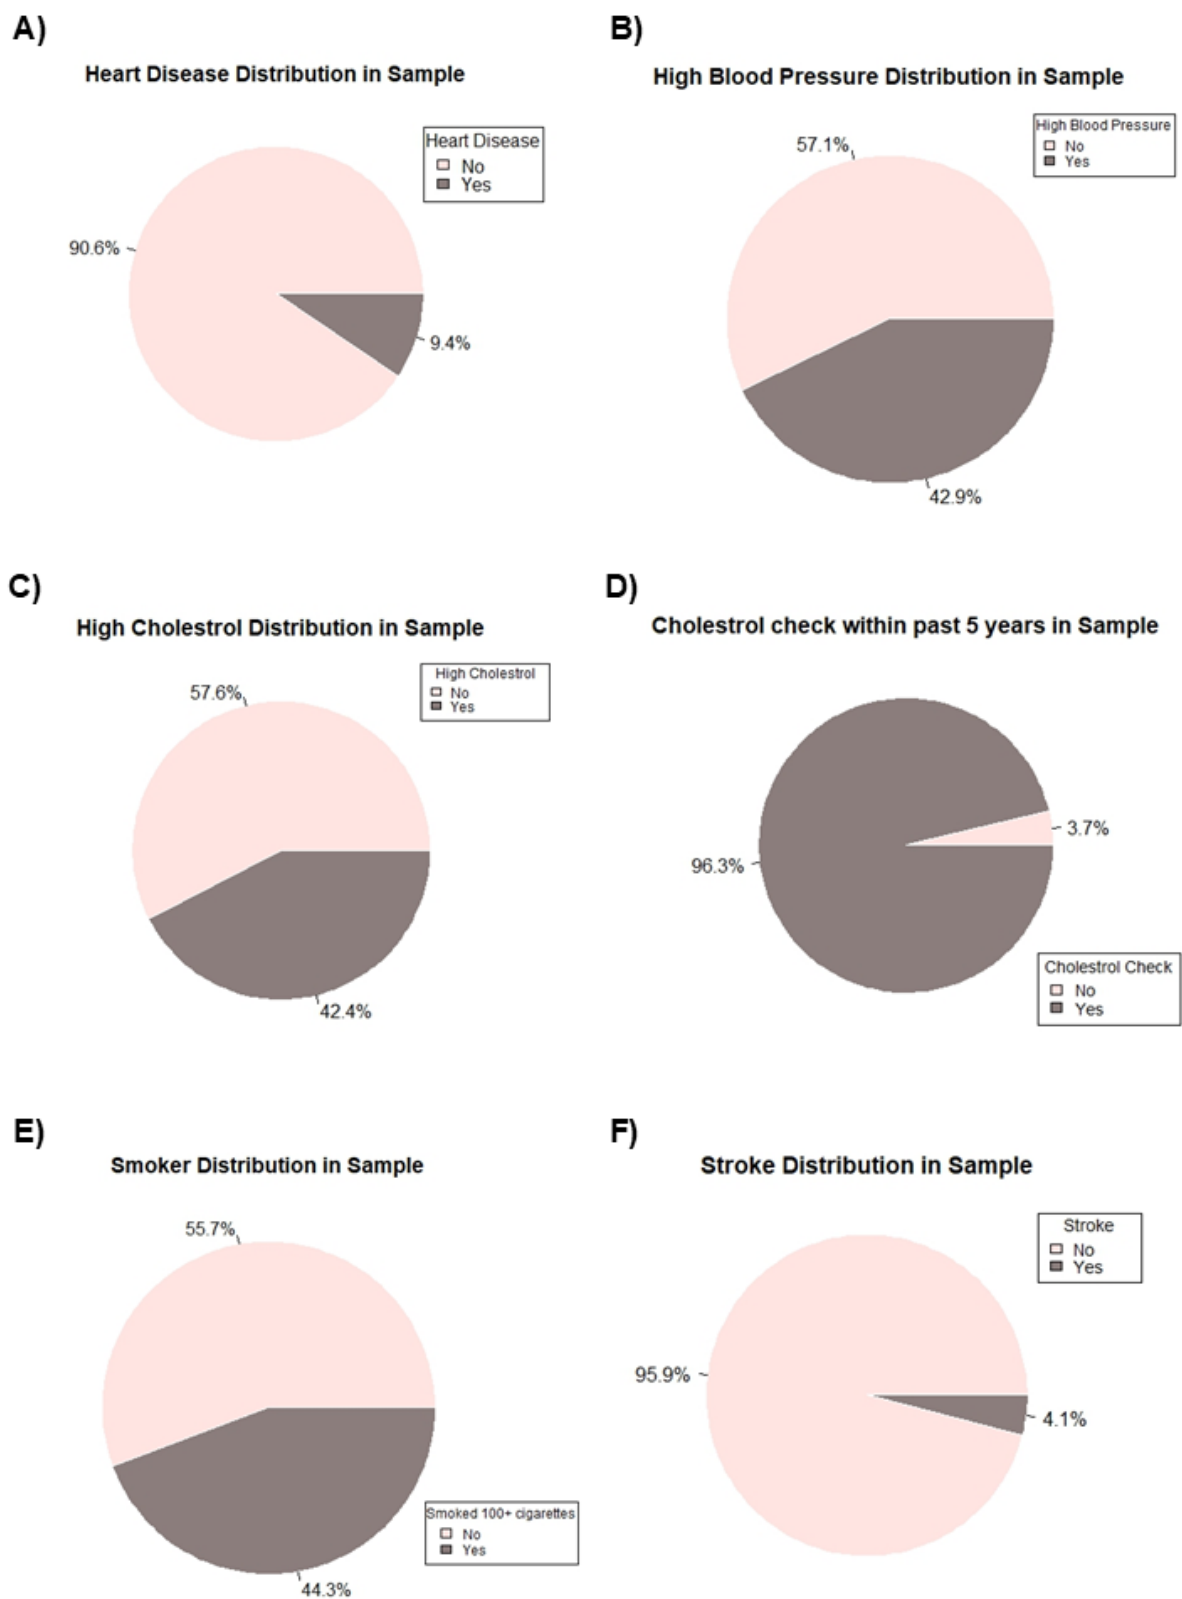 A)
Heart Disease Distribution in Sample
Heart Disease
No
Yes
90.6%
9.4%
B)
High Blood Pressure Distribution in Sample
High Blood Pressure
No
Yes
57.1%
42.9%
C)
High Cholestrol Distribution in Sample
High Cholestrol
No
Yes
57.6%
42.4%
D)
Cholestrol check within past 5 years in Sample
3.7%
96.3%
Cholestrol Check
No
Yes
E)
Smoker Distribution in Sample
55.7%
Smoked 100+ cigarettes
No
Yes
44.3%
F)
Stroke Distribution in Sample
Stroke
No
Yes
95.9%
4.1%